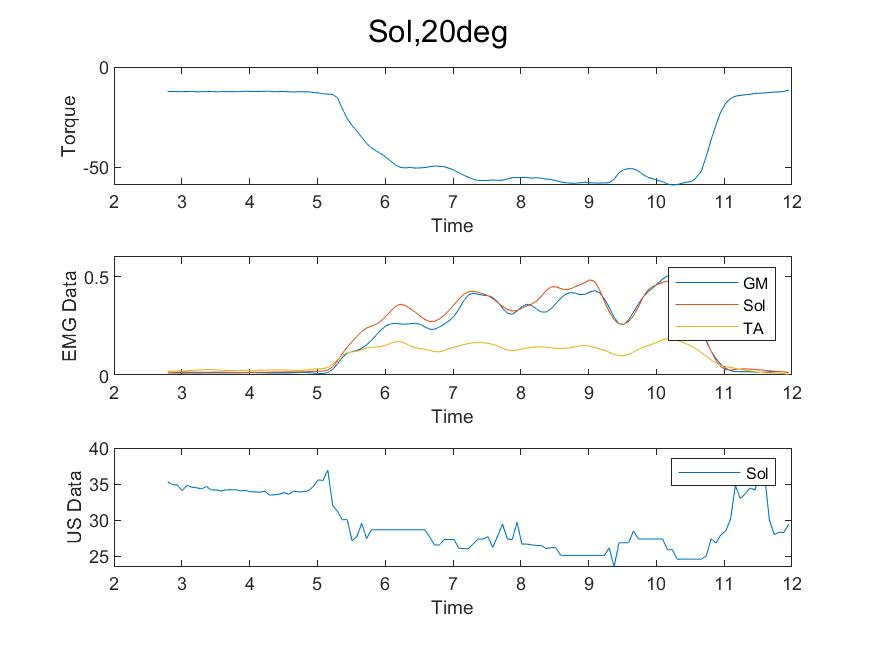 Sol,20deg
0
-50
Torque
2 3 4 5 6 7 8 9 10 11 12
Time
0.5
0
EMG Data
GM
Sol
TA
2 3 4 5 6 7 8 9 10 11 12
Time
40
35
30
25
US Data
Sol
2 3 4 5 6 7 8 9 10 11 12
Time